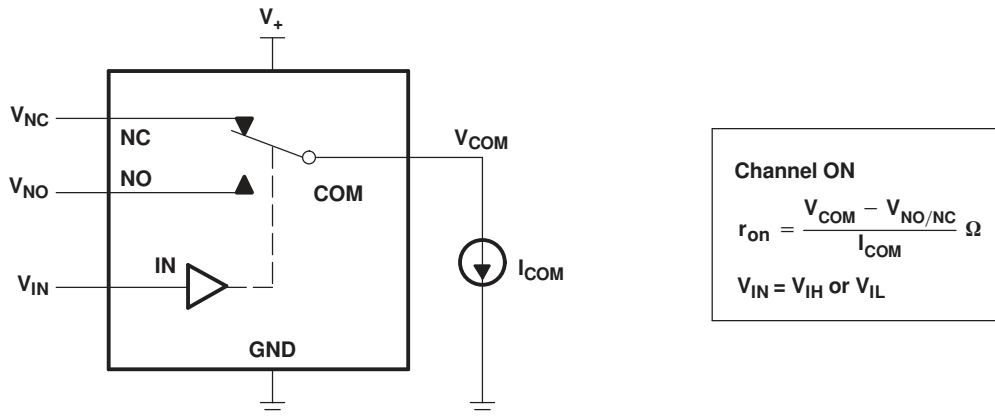 V+
VNC
NC
VCOM
VNO
NO
COM
IN
VIN
ICOM
GND
Channel ON
ron = VCOM − VNO/NC / ICOM Ω
VIN = VIH or VIL